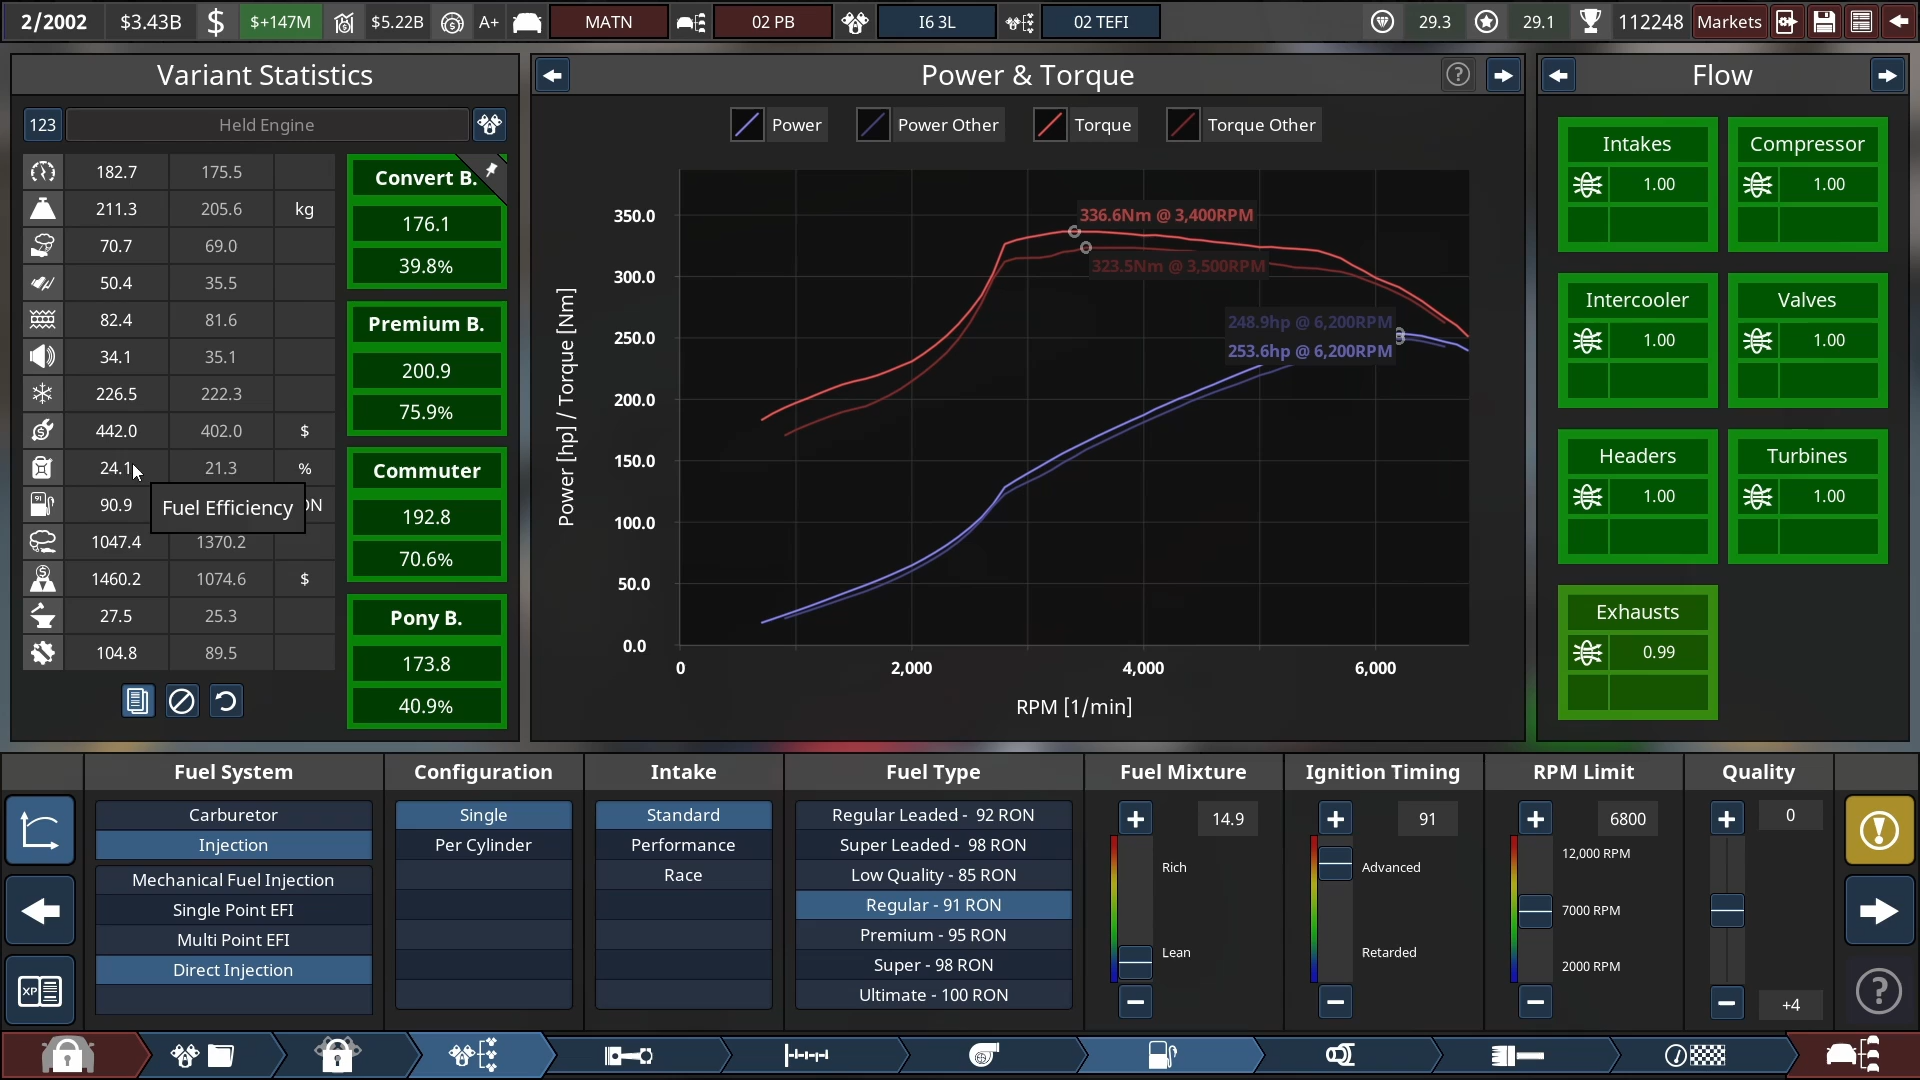 2/2002 $3.43B $ $+147M $5.22B A+ MATN 02 PB I6 3L 02 TEFI 29.3 29.1 112248 Markets
Variant Statistics
123 Held Engine
182.7 175.5
211.3 205.6 kg
70.7 69.0
50.4 35.5
82.4 81.6
34.1 35.1
226.5 222.3
442.0 402.0 $
24.1 21.3 %
90.9
Fuel Efficiency
1047.4 1370.2
1460.2 1074.6 $
27.5 25.3
104.8 89.5
Convert B.
176.1
39.8%
Premium B.
200.9
75.9%
Commuter
192.8
70.6%
Pony B.
173.8
40.9%
Power & Torque
?
Power
Power Other
Torque
Torque Other
Power [hp] / Torque [Nm]
350.0
300.0
250.0
200.0
150.0
100.0
50.0
0.0
336.6Nm @ 3,400RPM
323.5Nm @ 3,500RPM
248.9hp @ 6,200RPM
253.6hp @ 6,200RPM
0 2,000 4,000 6,000
RPM [1/min]
Flow
Intakes
1.00
Compressor
1.00
Intercooler
1.00
Valves
1.00
Headers
1.00
Turbines
1.00
Exhausts
0.99
Fuel System
Carburetor
Injection
Mechanical Fuel Injection
Single Point EFI
Multi Point EFI
Direct Injection
Configuration
Single
Per Cylinder
Intake
Standard
Performance
Race
Fuel Type
Regular Leaded - 92 RON
Super Leaded - 98 RON
Low Quality - 85 RON
Regular - 91 RON
Premium - 95 RON
Super - 98 RON
Ultimate - 100 RON
Fuel Mixture
+ 14.9
Rich
Lean
−
Ignition Timing
+ 91
Advanced
Retarded
−
RPM Limit
+ 6800
12,000 RPM
7000 RPM
2000 RPM
−
Quality
+ 0
− +4
XP
?